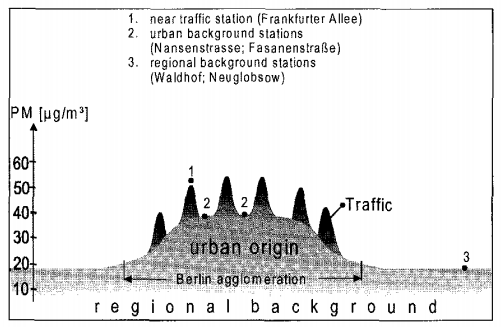 1. near traffic station (Frankfurter Allee)
2. urban background stations
(Nansenstrasse; Fasanenstraße)
3. regional background stations
(Waldhof; Neuglobsow)
PM [µg/m³]
60
50
40
30
20
10
1
2
2
Traffic
urban origin
3
Berlin agglomeration
regional background